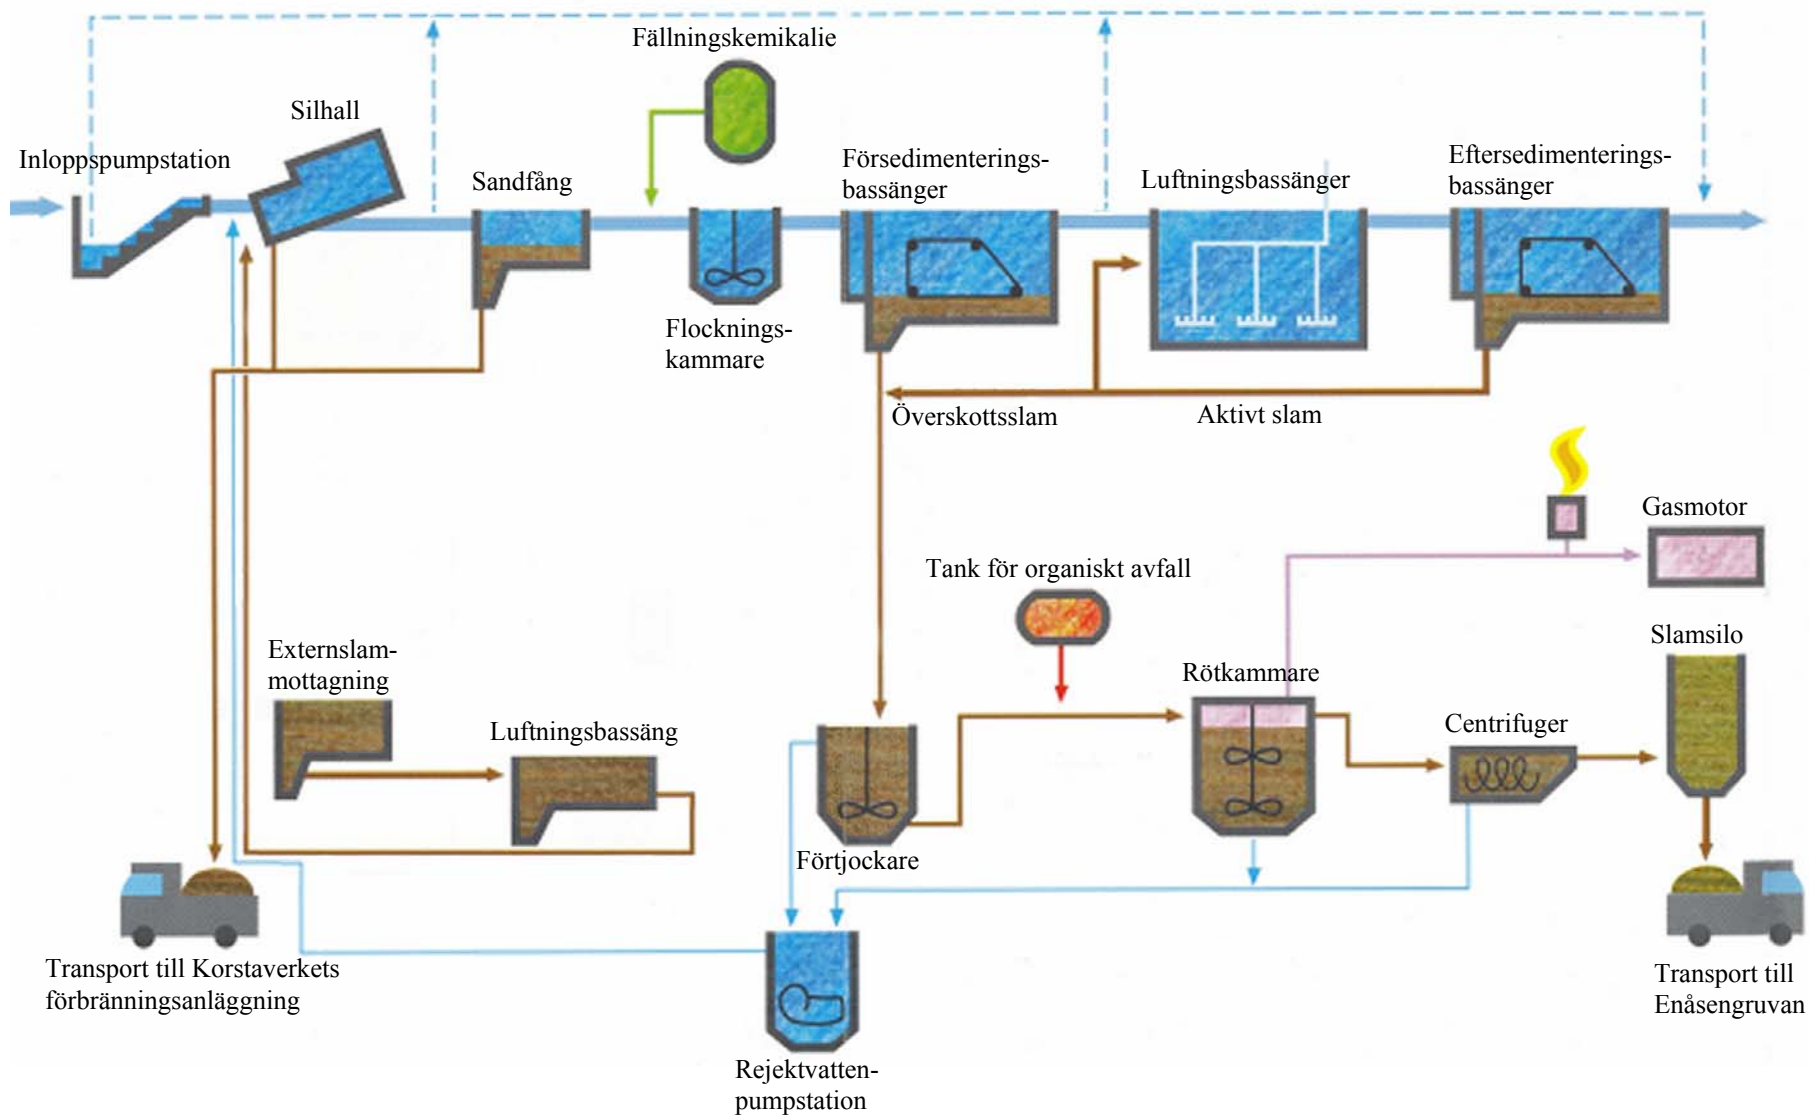 Fällningskemikalie
Silhall
Inloppspumpstation
Sandfång
Försedimenterings-
bassänger
Luftningsbassänger
Eftersedimenterings-
bassänger
Flocknings-
kammare
Överskottsslam
Aktivt slam
Gasmotor
Tank för organiskt avfall
Externslam-
mottagning
Slamsilo
Rötkammare
Luftningsbassäng
Centrifuger
Förtjockare
Transport till Korstaverkets
förbränningsanläggning
Transport till
Enåsengruvan
Rejektvatten-
pumpstation